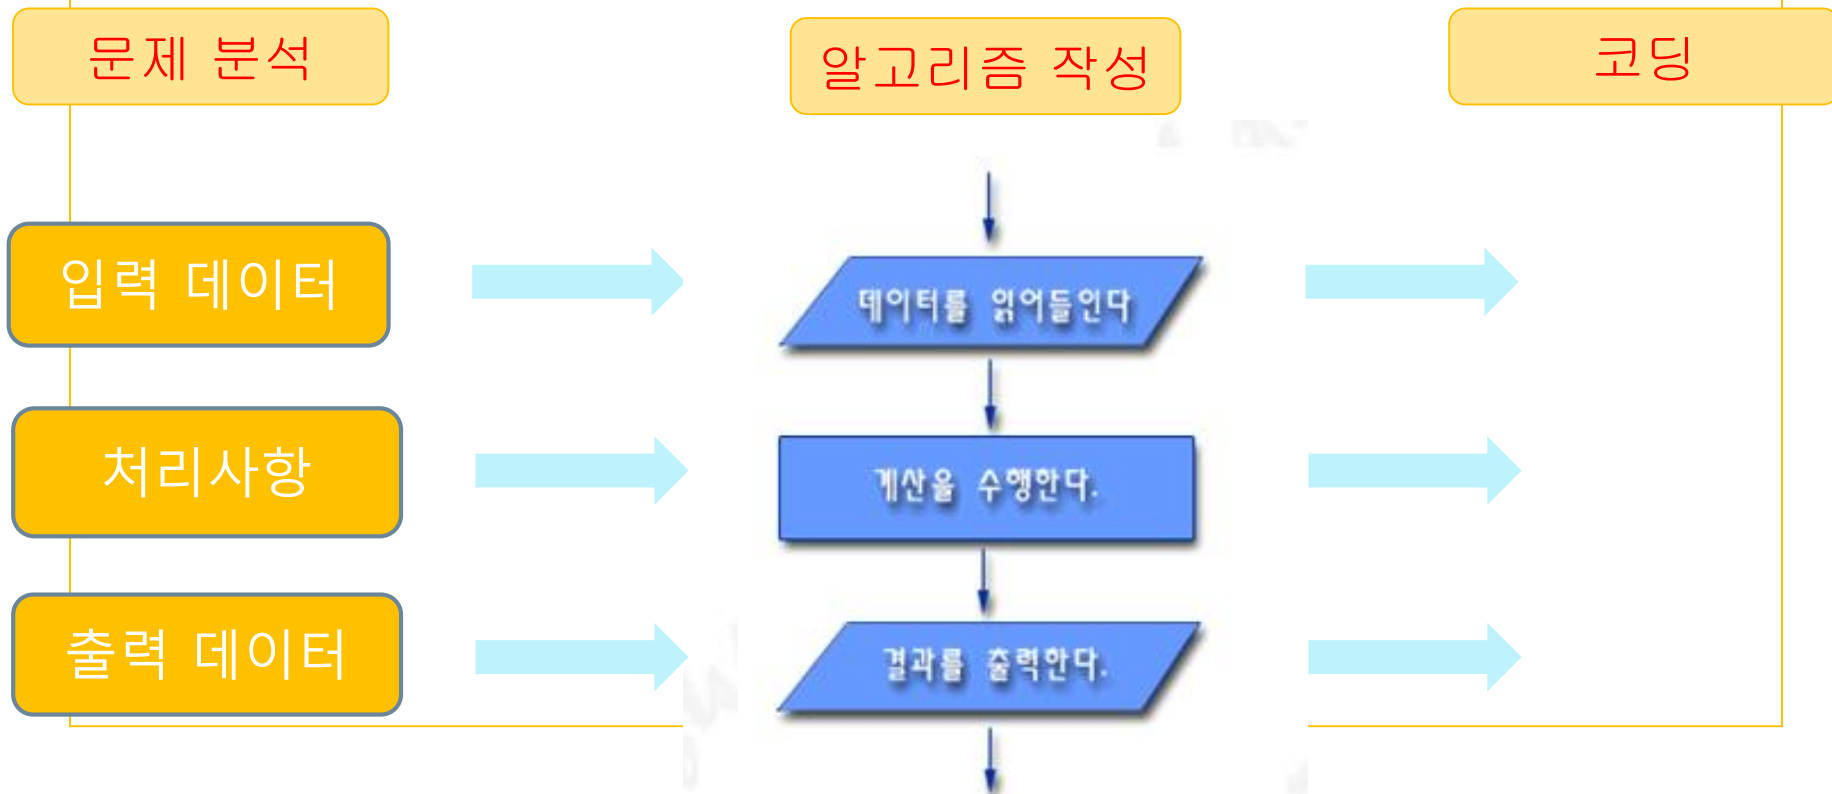 문제 분석
알고리즘 작성
코딩
입력 데이터
데이터를 읽어들인다
처리사항
계산을 수행한다.
출력 데이터
결과를 출력한다.